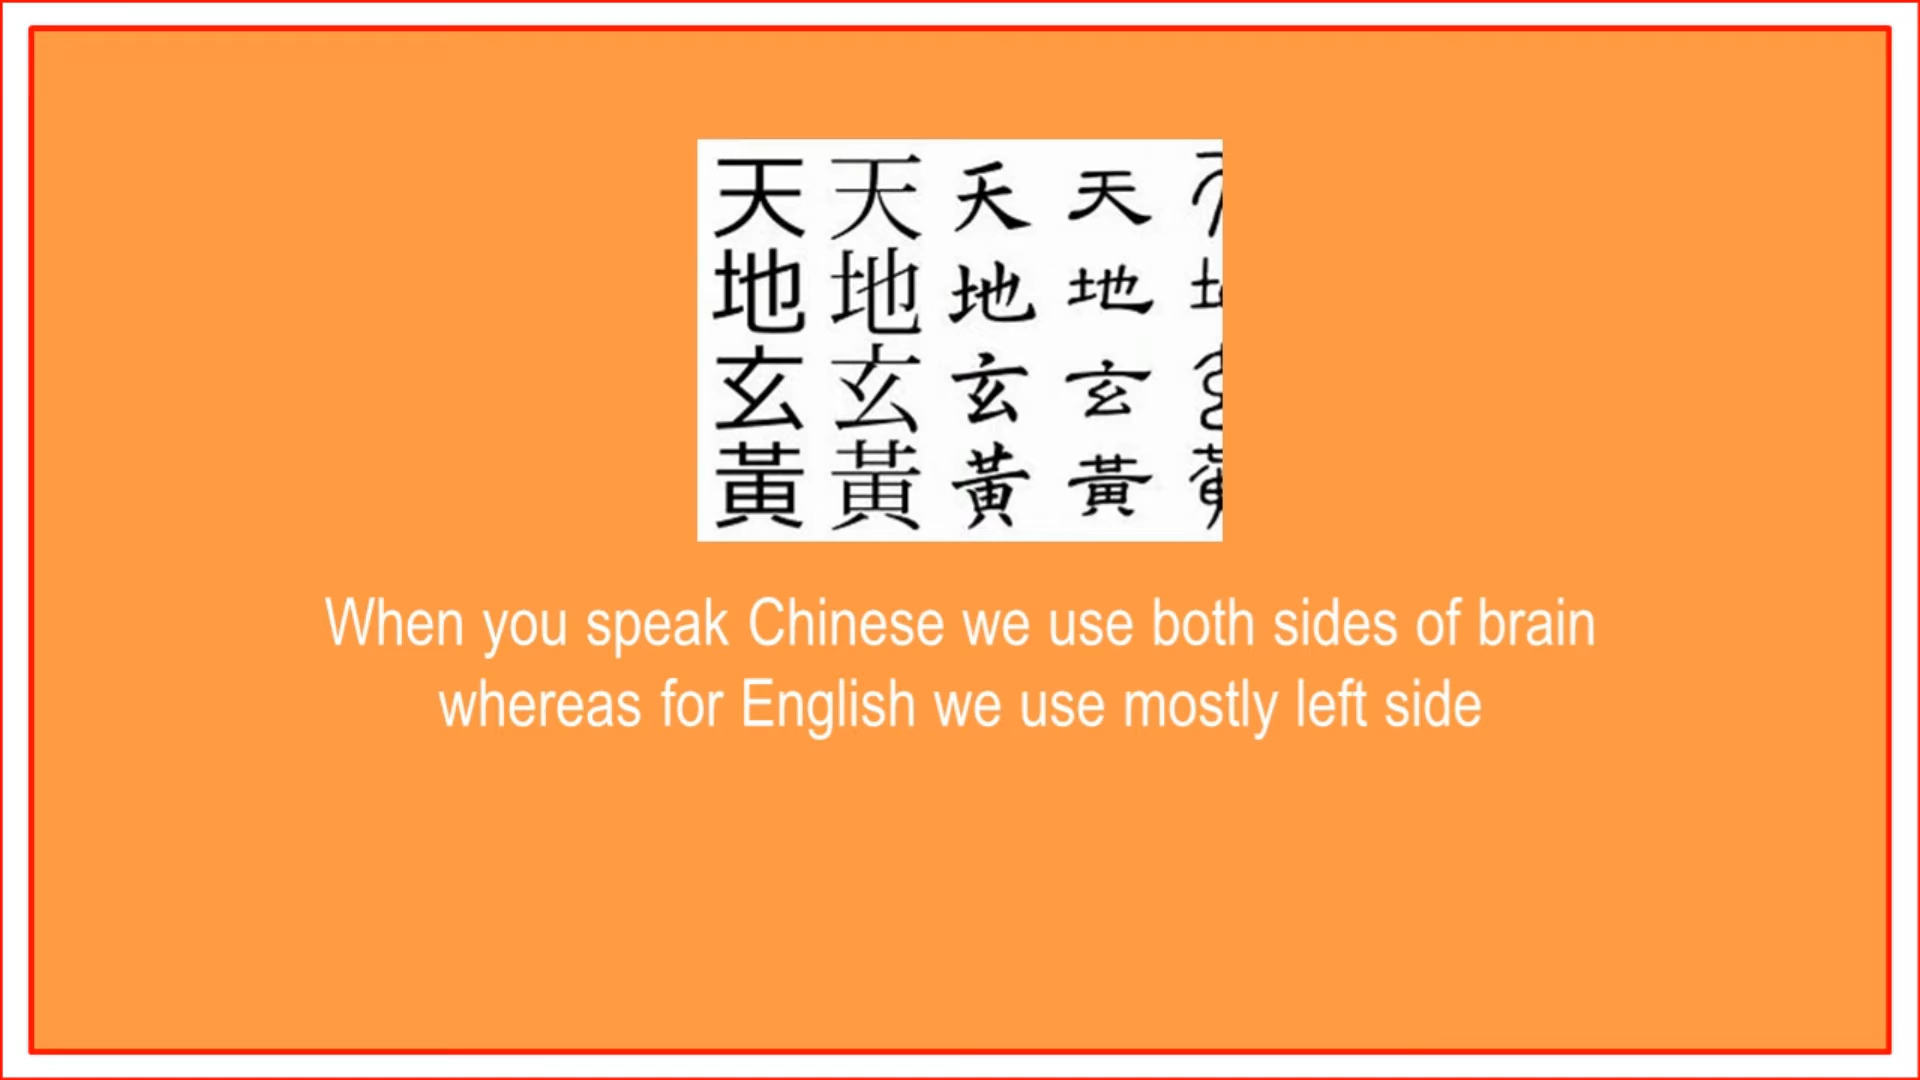 天 天 天 天
地 地 地 地
玄 玄 玄 玄
黃 黃 黃 黃
When you speak Chinese we use both sides of brain
whereas for English we use mostly left side